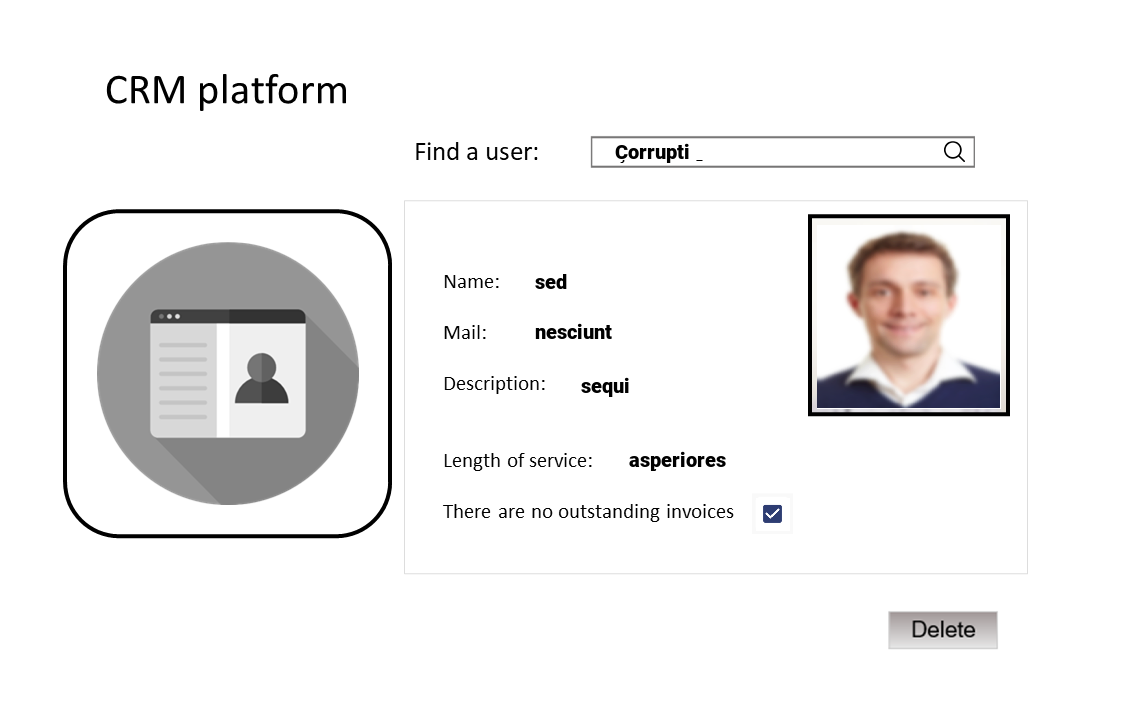 CRM platform
Find a user: Çorrupti _
Name: sed
Mail: nesciunt
Description: sequi
Length of service: asperiores
There are no outstanding invoices
Delete